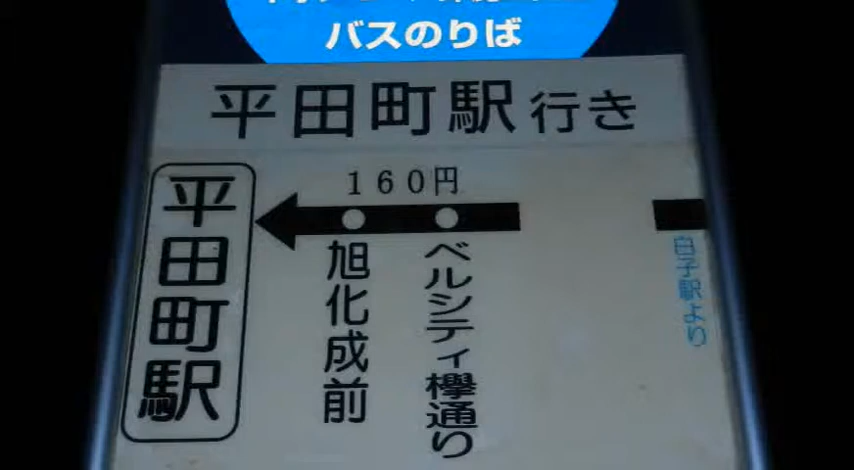 バスのりば
平田町駅行き
160円
平田町駅
旭化成前
ベルシティ欅通り
白子駅より